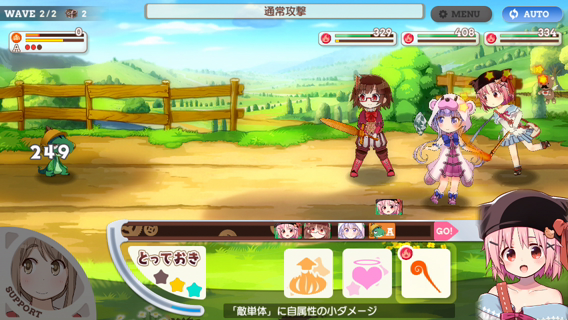 WAVE 2/2 2
通常攻撃
MENU
AUTO
0
A
329
408
334
249
A
GO!
とっておき
SUPPORT
「敵単体」に自属性の小ダメージ